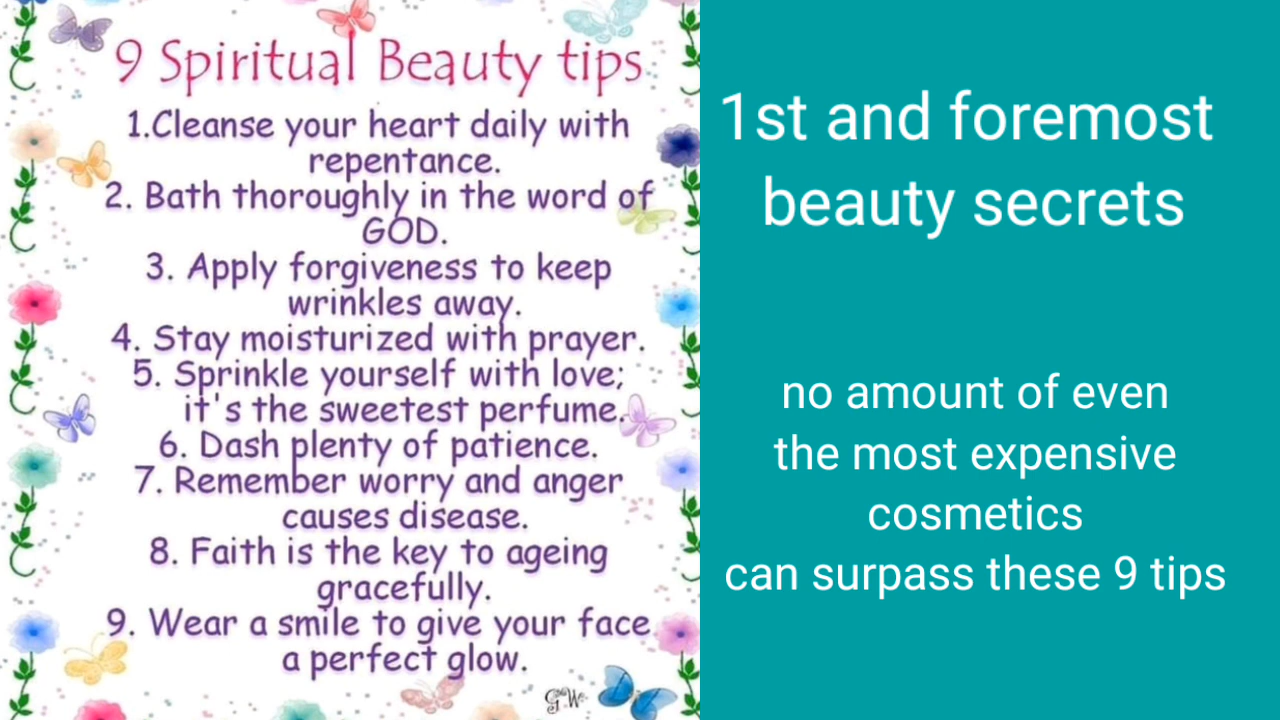 9 Spiritual Beauty tips
1.Cleanse your heart daily with
repentance.
2. Bath thoroughly in the word of
GOD.
3. Apply forgiveness to keep
wrinkles away.
4. Stay moisturized with prayer.
5. Sprinkle yourself with love;
it's the sweetest perfume.
6. Dash plenty of patience.
7. Remember worry and anger
causes disease.
8. Faith is the key to ageing
gracefully.
9. Wear a smile to give your face
a perfect glow.
1st and foremost
beauty secrets
no amount of even
the most expensive
cosmetics
can surpass these 9 tips